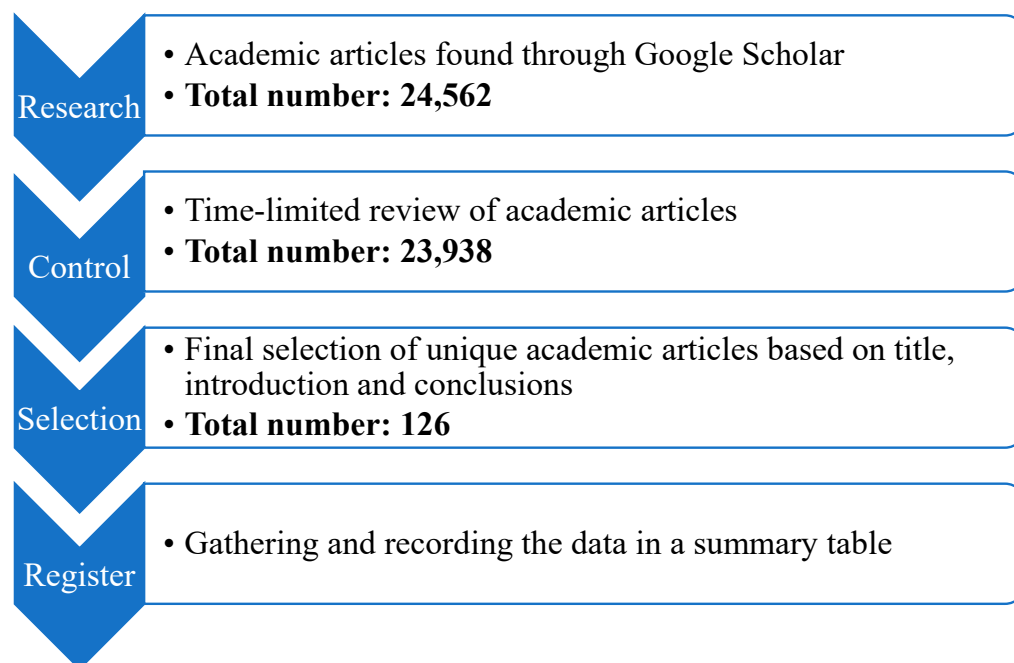 Research
• Academic articles found through Google Scholar
• Total number: 24,562
Control
• Time-limited review of academic articles
• Total number: 23,938
Selection
• Final selection of unique academic articles based on title,
introduction and conclusions
• Total number: 126
Register
• Gathering and recording the data in a summary table